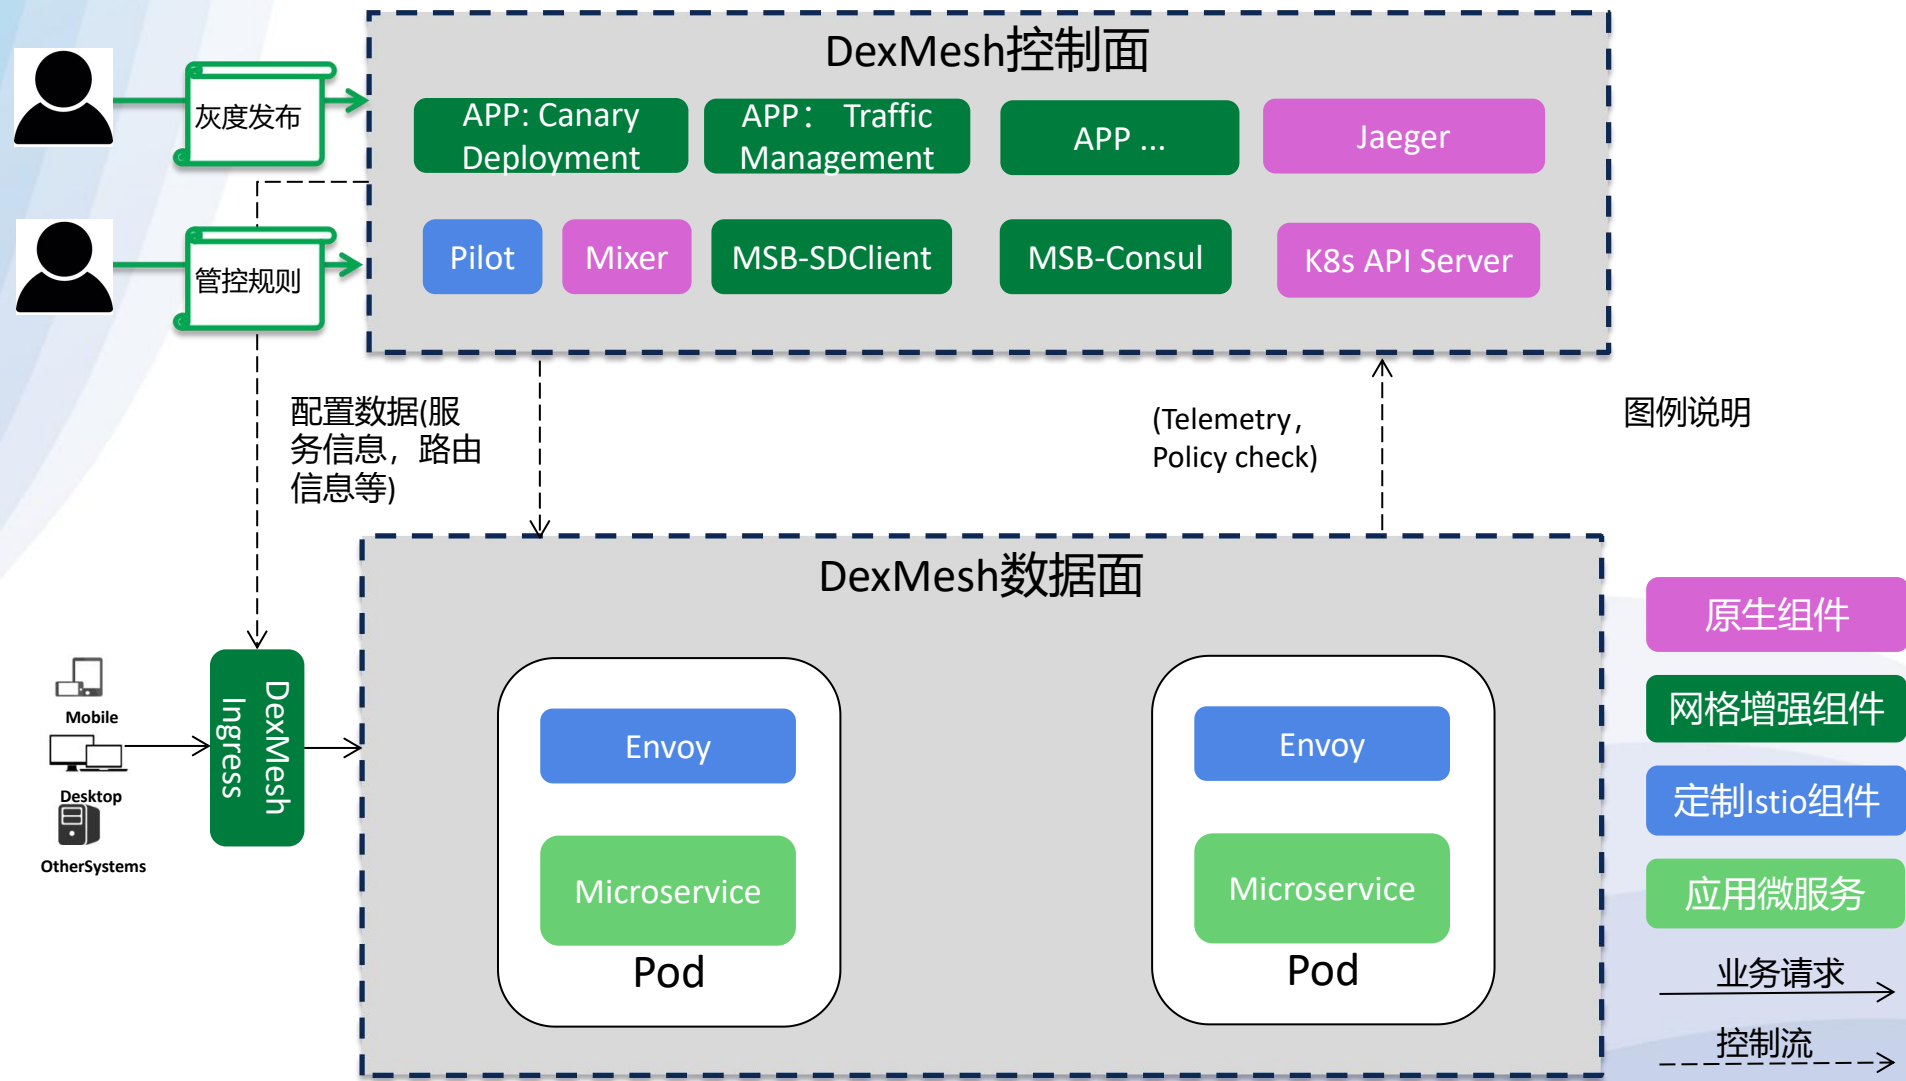 DexMesh控制面
灰度发布
APP: Canary
Deployment
APP： Traffic
Management
APP ...
Jaeger
管控规则
Pilot
Mixer
MSB-SDClient
MSB-Consul
K8s API Server
配置数据(服
务信息，路由
信息等)
(Telemetry，
Policy check)
图例说明
DexMesh数据面
Mobile
Desktop
OtherSystems
DexMesh
Ingress
Envoy
Microservice
Pod
Envoy
Microservice
Pod
原生组件
网格增强组件
定制Istio组件
应用微服务
业务请求
控制流